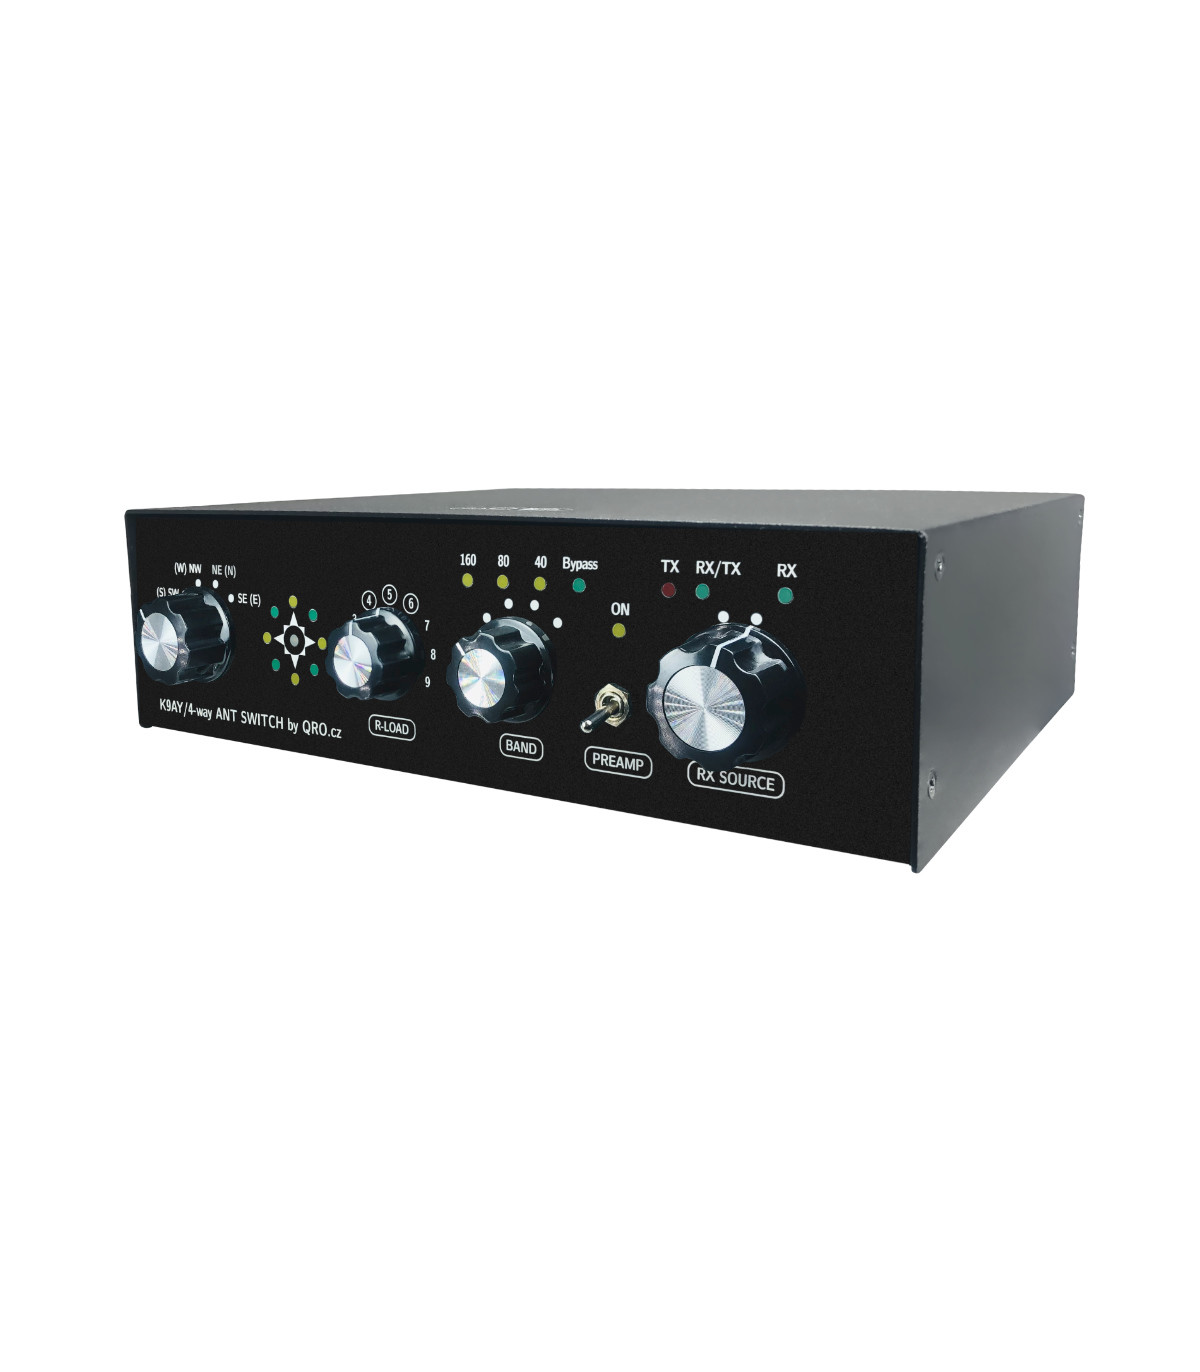 (W) NW NE (N)
(S) SW SE (E)
4 5 6
7
8
9
R-LOAD
K9AY/4-way ANT SWITCH by QRO.cz
160 80 40 Bypass
BAND
ON
PREAMP
TX RX/TX RX
RX SOURCE